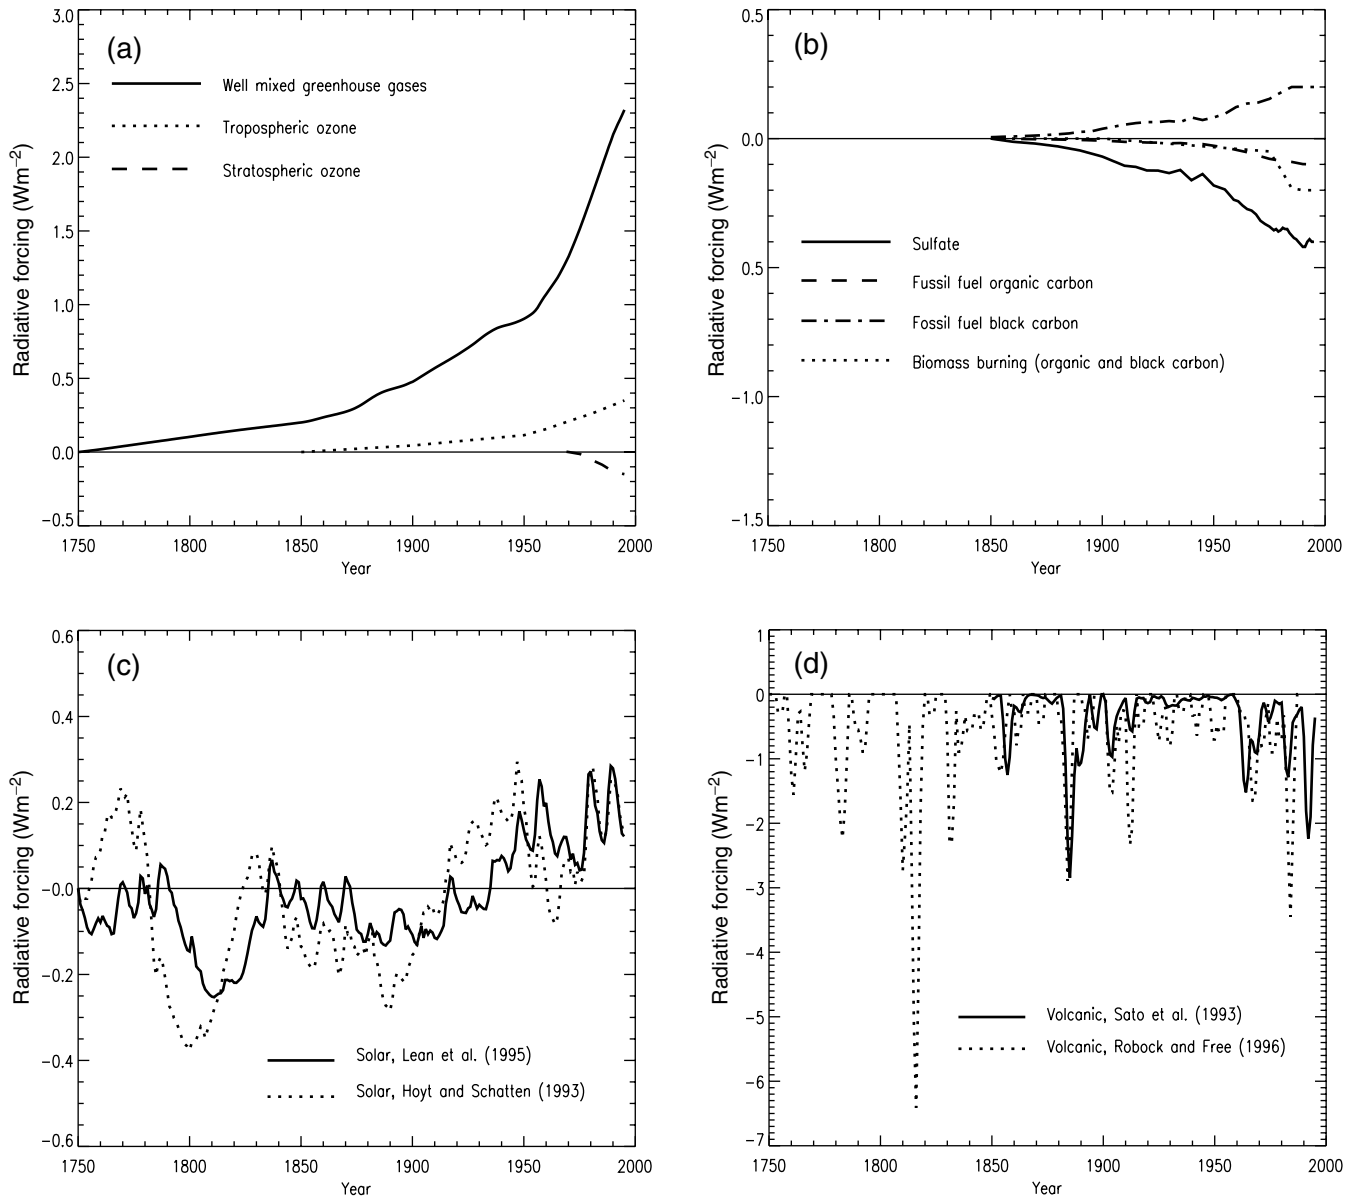 3.0
(a)
2.5
Well mixed greenhouse gases
Tropospheric ozone
2.0
Stratospheric ozone
1.5
1.0
0.5
0.0
−0.5
Radiative forcing (Wm−2)
1750 1800 1850 1900 1950 2000
Year
0.5
(b)
0.0
Sulfate
0.5
Fussil fuel organic carbon
Fossil fuel black carbon
Biomass burning (organic and black carbon)
−1.0
−1.5
Radiative forcing (Wm−2)
1750 1800 1850 1900 1950 2000
Year
0.6
(c)
0.4
0.2
−0.0
−0.2
−0.4
Solar, Lean et al. (1995)
Solar, Hoyt and Schatten (1993)
−0.6
Radiative forcing (Wm−2)
1750 1800 1850 1900 1950 2000
Year
1
(d)
0
−1
−2
−3
−4
−5
Volcanic, Sato et al. (1993)
Volcanic, Robock and Free (1996)
−6
−7
Radiative forcing (Wm−2)
1750 1800 1850 1900 1950 2000
Year